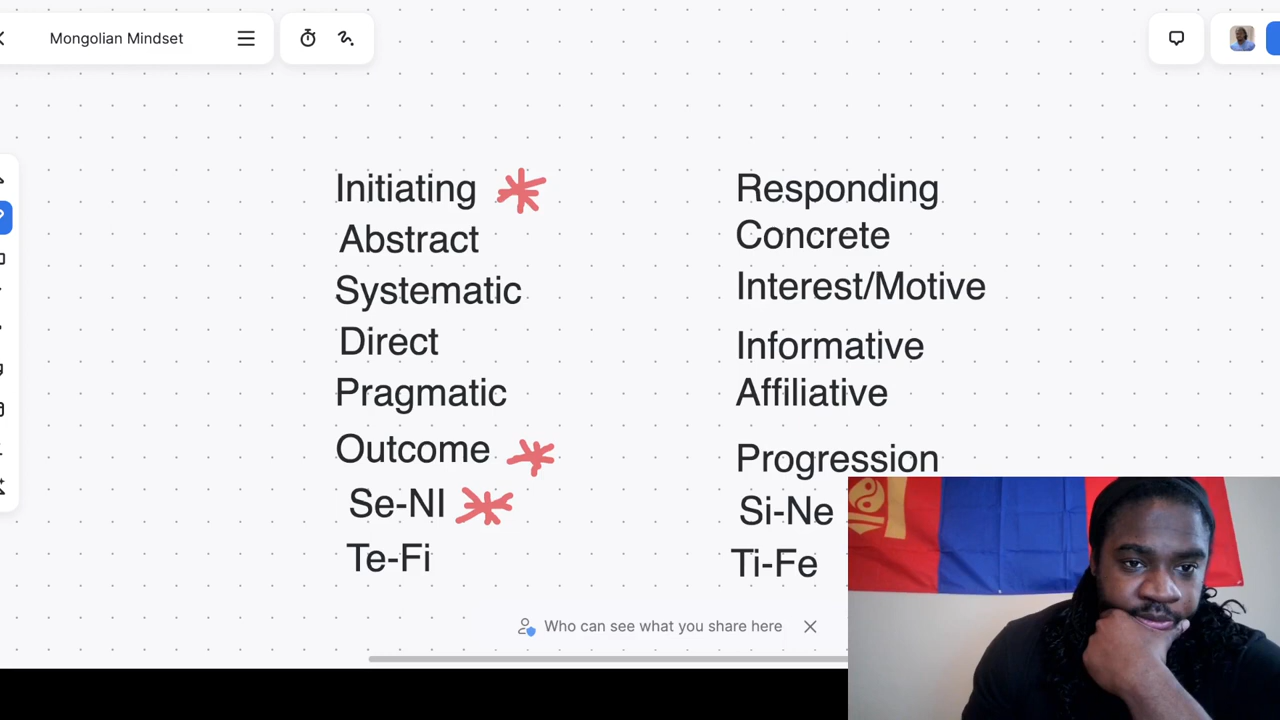 Mongolian Mindset
Initiating
Abstract
Systematic
Direct
Pragmatic
Outcome
Se-NI
Te-Fi
Responding
Concrete
Interest/Motive
Informative
Affiliative
Progression
Si-Ne
Ti-Fe
Who can see what you share here